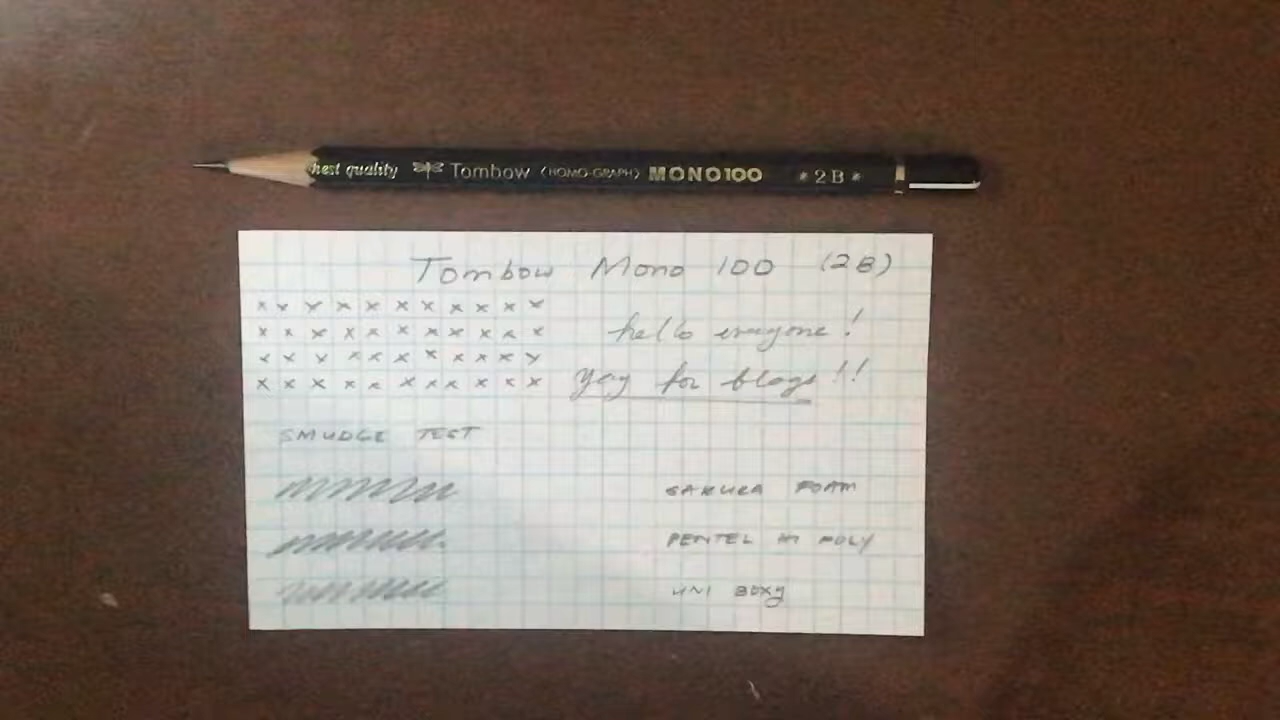 hest quality Tombow (HOMO-GRAPH) MONO100 * 2B *
Tombow Mono 100 (2B)
x x x x x x x x x x x
x x x x x x x x x x x
hello everyone!
x x x x x x x x x x x
x x x x x x x x x x x
Yay for blogs!!
SMUDGE TEST
SAKURA FOAM
PENTEL HI POLY
UNI BOXY